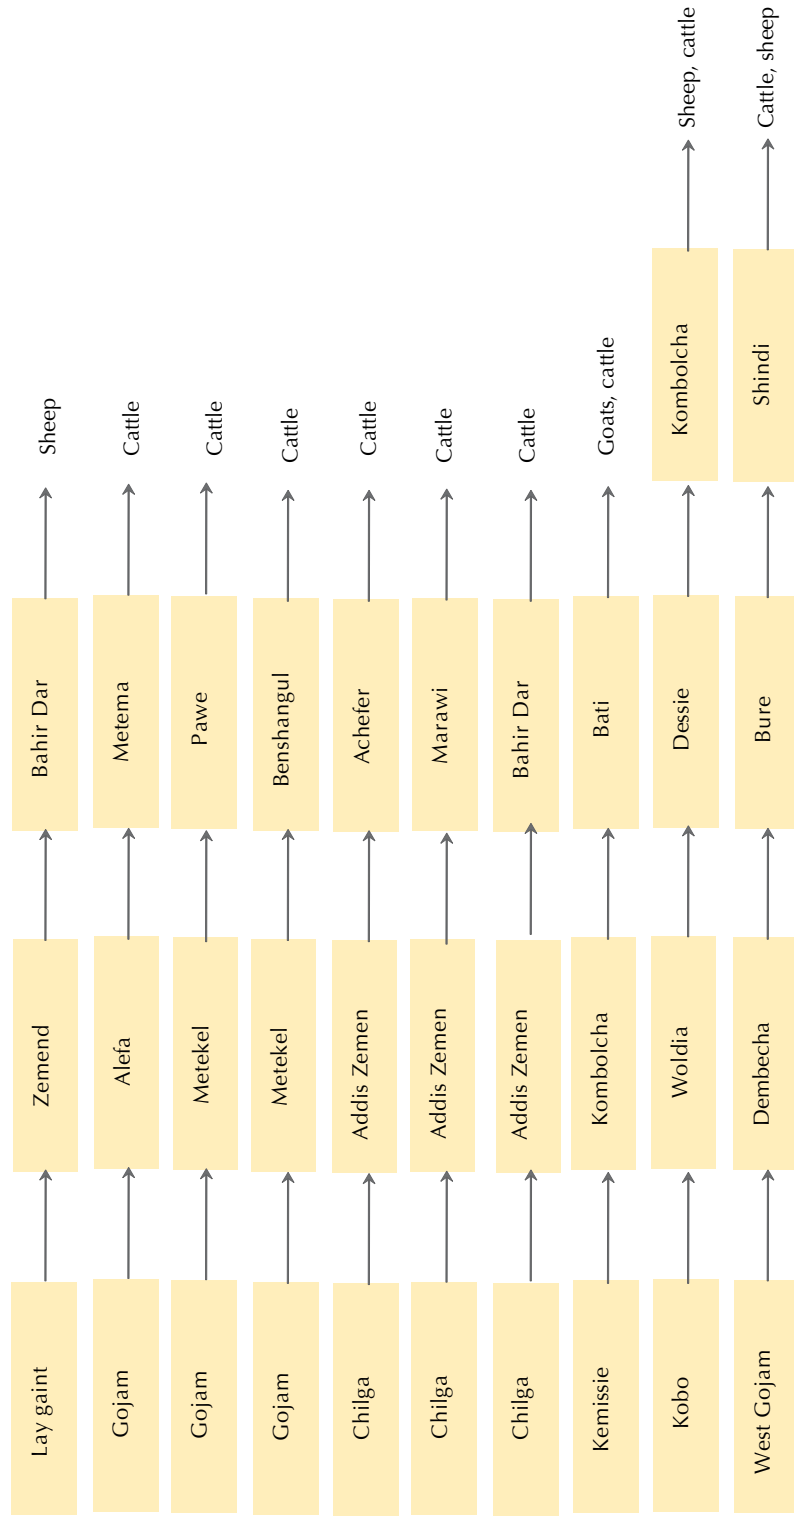 Lay gaint
Zemend
Bahir Dar
Sheep
Gojam
Alefa
Metema
Cattle
Gojam
Metekel
Pawe
Cattle
Gojam
Metekel
Benshangul
Cattle
Chilga
Addis Zemen
Achefer
Cattle
Chilga
Addis Zemen
Marawi
Cattle
Chilga
Addis Zemen
Bahir Dar
Cattle
Kemissie
Kombolcha
Bati
Goats, cattle
Kobo
Woldia
Dessie
Kombolcha
Sheep, cattle
West Gojam
Dembecha
Bure
Shindi
Cattle, sheep